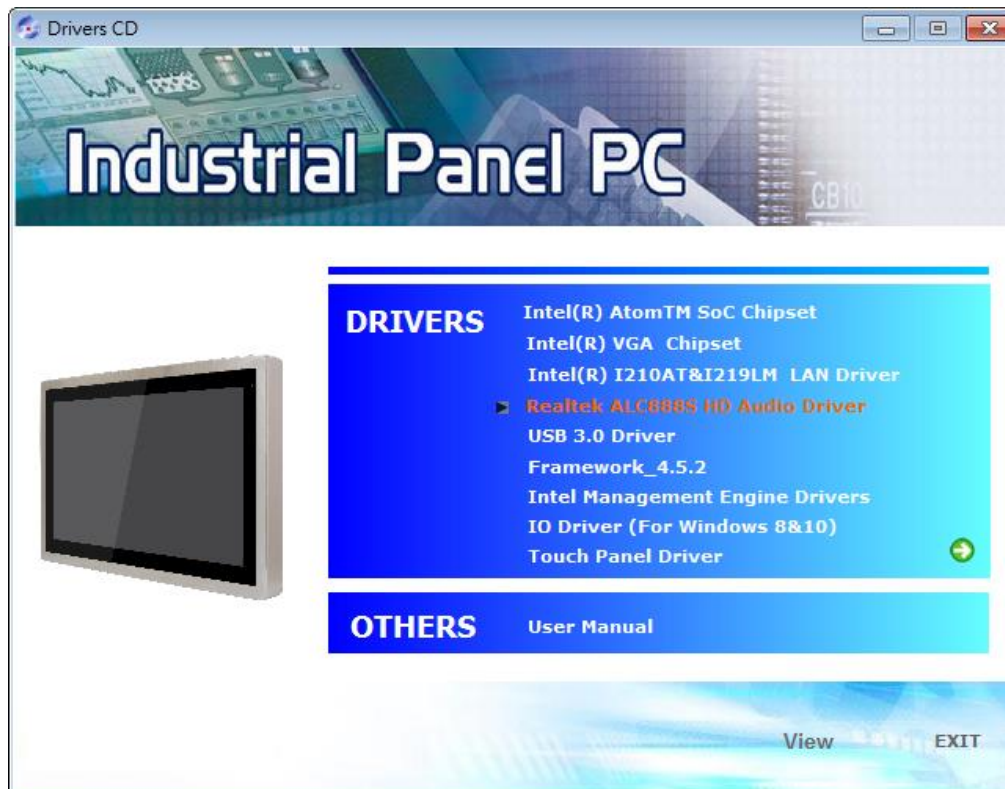 Drivers CD
Industrial Panel PC
CB10
DRIVERS
Intel(R) AtomTM SoC Chipset
Intel(R) VGA Chipset
Intel(R) I210AT&I219LM LAN Driver
Realtek ALC888S HD Audio Driver
USB 3.0 Driver
Framework_4.5.2
Intel Management Engine Drivers
IO Driver (For Windows 8&10)
Touch Panel Driver
OTHERS
User Manual
View
EXIT